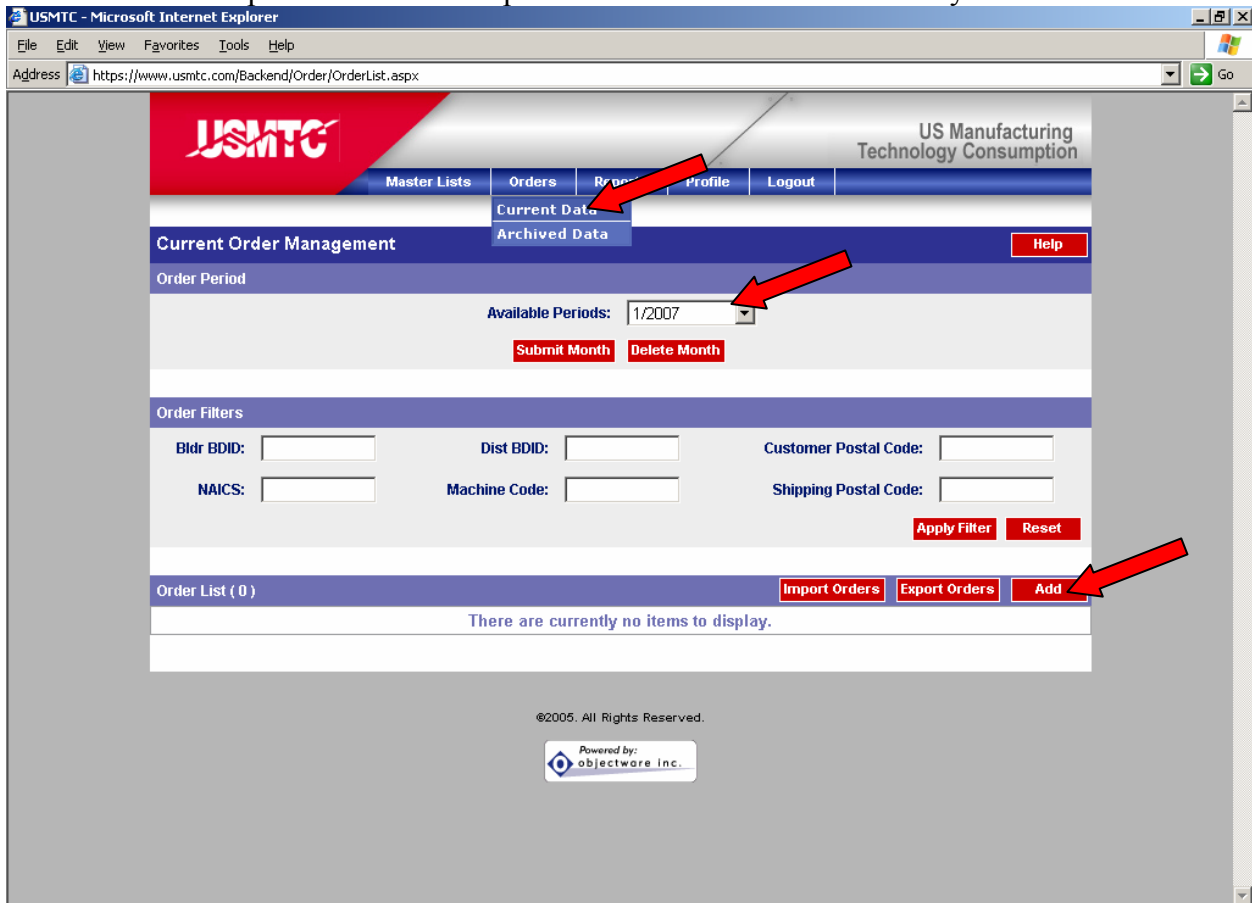 USMTC - Microsoft Internet Explorer
File Edit View Favorites Tools Help
Address https://www.usmtc.com/Backend/Order/OrderList.aspx Go
USMTC
US Manufacturing
Technology Consumption
Master Lists Orders Profile Logout
Current Data
Archived Data
Current Order Management Help
Order Period
Available Periods: 1/2007
Submit Month Delete Month
Order Filters
Bldr BDID: Dist BDID: Customer Postal Code:
NAICS: Machine Code: Shipping Postal Code:
Apply Filter Reset
Order List ( 0 ) Import Orders Export Orders Add
There are currently no items to display.
©2005. All Rights Reserved.
Powered by:
objectware inc.